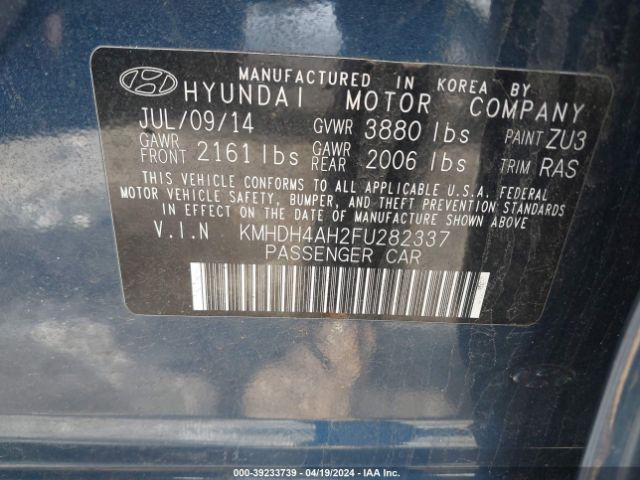 MANUFACTURED IN KOREA BY
HYUNDAI MOTOR COMPANY
JUL/09/14 GVWR 3880 lbs PAINT ZU3
GAWR FRONT 2161 lbs GAWR REAR 2006 lbs TRIM RAS
THIS VEHICLE CONFORMS TO ALL APPLICABLE U.S.A. FEDERAL
MOTOR VEHICLE SAFETY, BUMPER, AND THEFT PREVENTION STANDARDS
IN EFFECT ON THE DATE OF MANUFACTURE SHOWN ABOVE
V.I.N KMHDH4AH2FU282337
PASSENGER CAR
000-39233739 - 04/19/2024 - IAA Inc.